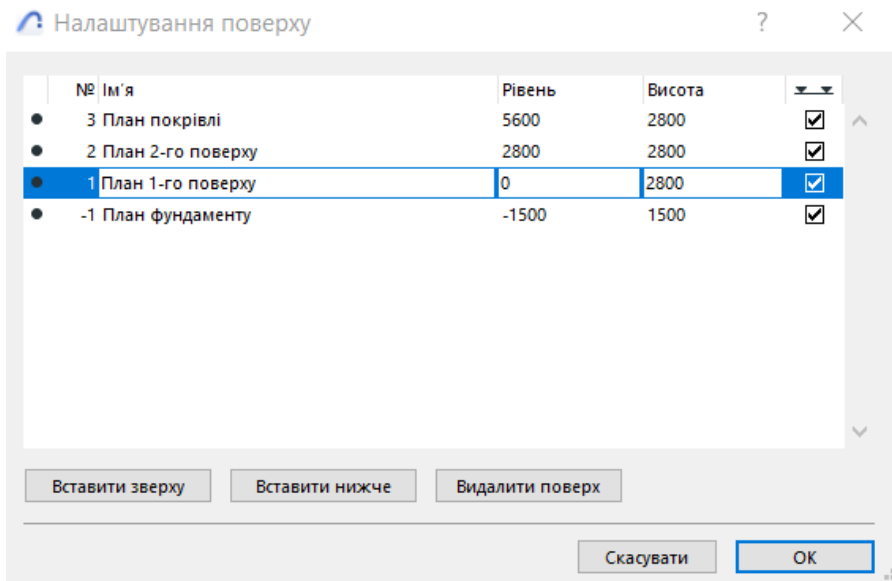 Налаштування поверху ?
№ Ім´я Рівень Висота
3 План покрівлі 5600 2800
2 План 2-го поверху 2800 2800
1 План 1-го поверху 0 2800
-1 План фундаменту -1500 1500
Вставити зверху Вставити нижче Видалити поверх
Скасувати ОК